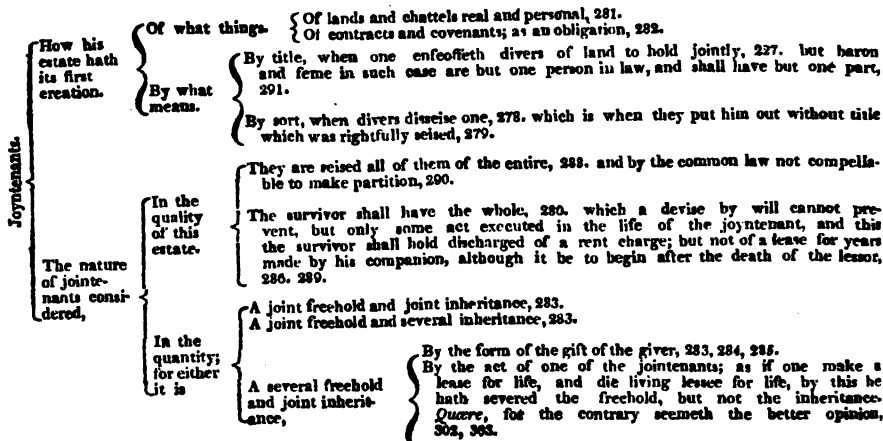 Joyntenants.
How his
estate hath
its first
creation.
Of what things.
Of lands and chattels real and personal, 281.
Of contracts and covenants; as an obligation, 282.
By what
means.
By title, when one enfeoffeth divers of land to hold jointly, 227. but baron
and feme in such case are but one person in law, and shall have but one part,
291.
By sort, when divers disseise one, 278. which is when they put him out without title
which was rightfully seised, 279.
The nature
of jointe-
nants consi-
dered,
In the
quality
of this
estate.
They are seised all of them of the entire, 288. and by the common law not compella-
ble to make partition, 290.
The survivor shall have the whole, 280. which a devise by will cannot pre-
vent, but only some act executed in the life of the joyntenant, and this
the survivor shall hold discharged of a rent charge; but not of a lease for years
made by his companion, although it be to begin after the death of the lessor,
286. 289.
In the
quantity;
for either
it is
A joint freehold and joint inheritance, 283.
A joint freehold and several inheritance, 283.
A several freehold
and joint inherit-
ance,
By the form of the gift of the giver, 283, 284, 285.
By the act of one of the jointenants; as if one make a
lease for life, and die living lessee for life, by this he
hath severed the freehold, but not the inheritance.
Quære, for the contrary seemeth the better opinion,
302, 303.